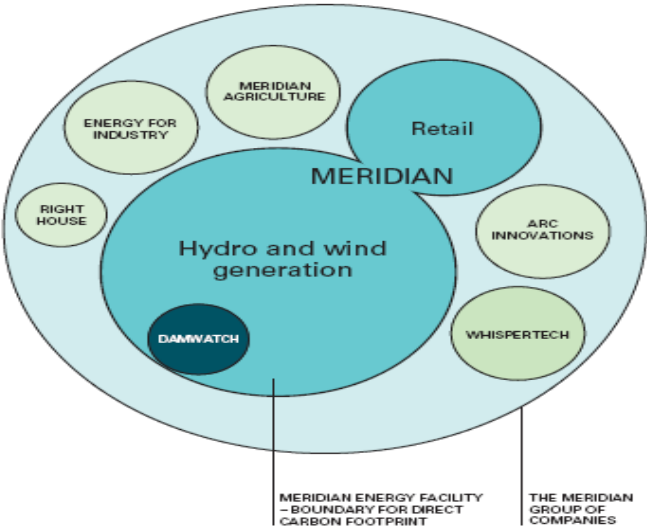 MERIDIAN
AGRICULTURE
ENERGY FOR
INDUSTRY
Retail
MERIDIAN
RIGHT
HOUSE
ARC
INNOVATIONS
Hydro and wind
generation
DAMWATCH
WHISPERTECH
MERIDIAN ENERGY FACILITY
– BOUNDARY FOR DIRECT
CARBON FOOTPRINT
THE MERIDIAN
GROUP OF
COMPANIES